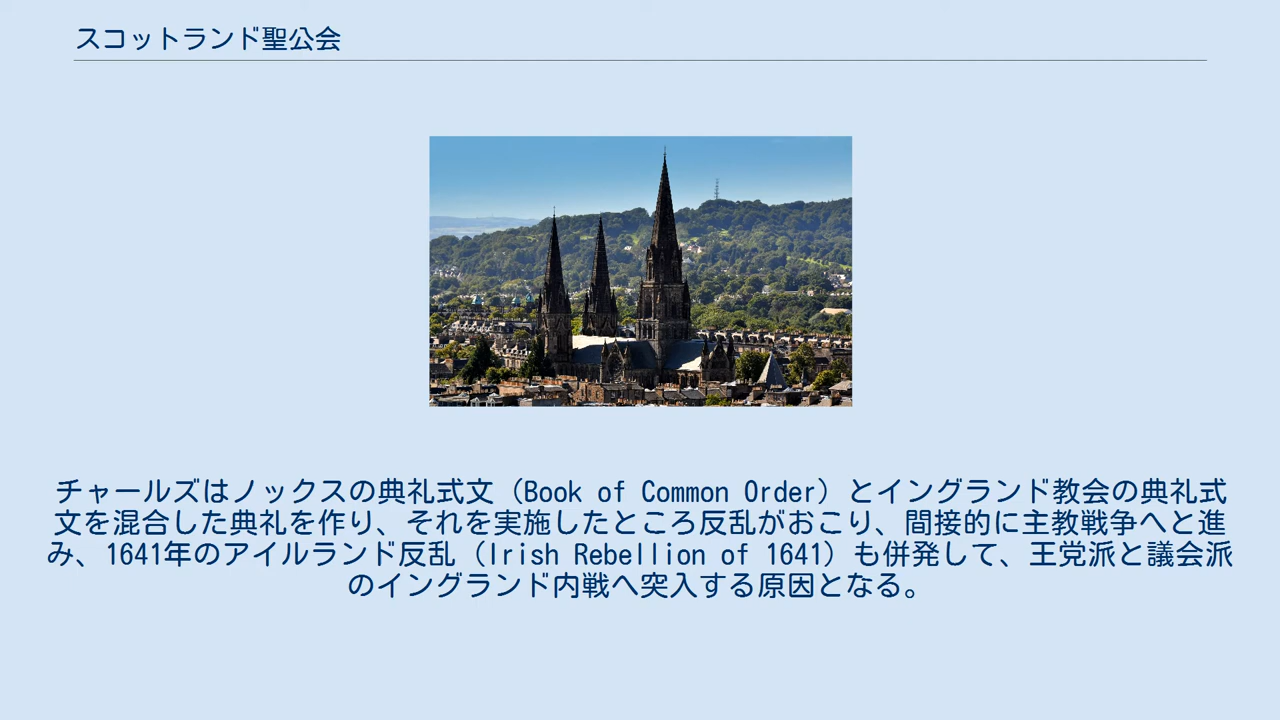 スコットランド聖公会
チャールズはノックスの典礼式文（Book of Common Order）とイングランド教会の典礼式
文を混合した典礼を作り、それを実施したところ反乱がおこり、間接的に主教戦争へと進
み、1641年のアイルランド反乱（Irish Rebellion of 1641）も併発して、王党派と議会派
のイングランド内戦へ突入する原因となる。